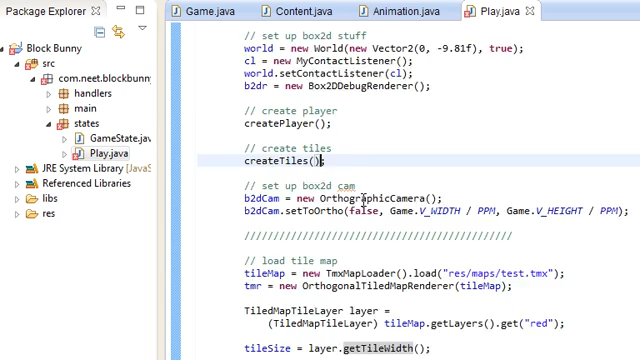 Package Explorer
Block Bunny
src
com.neet.blockbunny
handlers
main
states
GameState.jav
Play.java
JRE System Library [J
Referenced Libraries
libs
res
Game.java
Content.java
Animation.java
Play.java
// set up box2d stuff
world = new World(new Vector2(0, -9.81f), true);
cl = new MyContactListener();
world.setContactListener(cl);
b2dr = new Box2DDebugRenderer();
// create player
createPlayer();
// create tiles
createTiles();
// set up box2d cam
b2dCam = new OrthographicCamera();
b2dCam.setToOrtho(false, Game.V_WIDTH / PPM, Game.V_HEIGHT / PPM);
////////////////////////////////////////////
// load tile map
tileMap = new TmxMapLoader().load("res/maps/test.tmx");
tmr = new OrthogonalTiledMapRenderer(tileMap);
TiledMapTileLayer layer =
(TiledMapTileLayer) tileMap.getLayers().get("red");
tileSize = layer.getTileWidth();